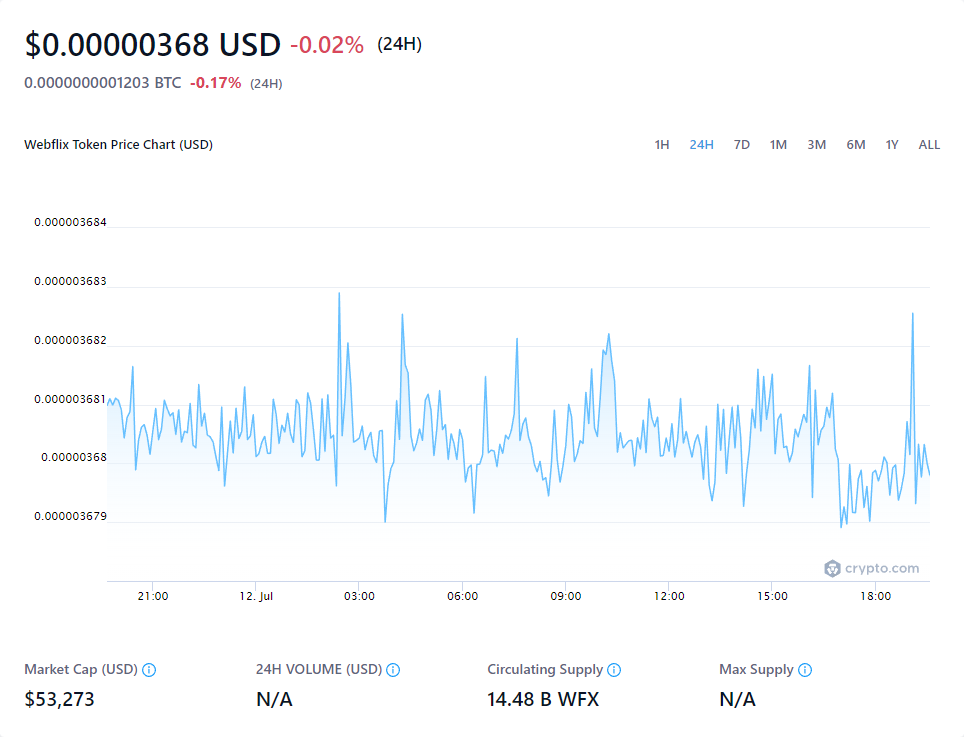 $0.00000368 USD -0.02% (24H)
0.0000000001203 BTC -0.17% (24H)
Webflix Token Price Chart (USD) 1H 24H 7D 1M 3M 6M 1Y ALL
0.000003684
0.000003683
0.000003682
0.000003681
0.00000368
0.000003679
crypto.com
21:00 12. Jul 03:00 06:00 09:00 12:00 15:00 18:00
Market Cap (USD) 24H VOLUME (USD) Circulating Supply Max Supply
$53,273 N/A 14.48 B WFX N/A